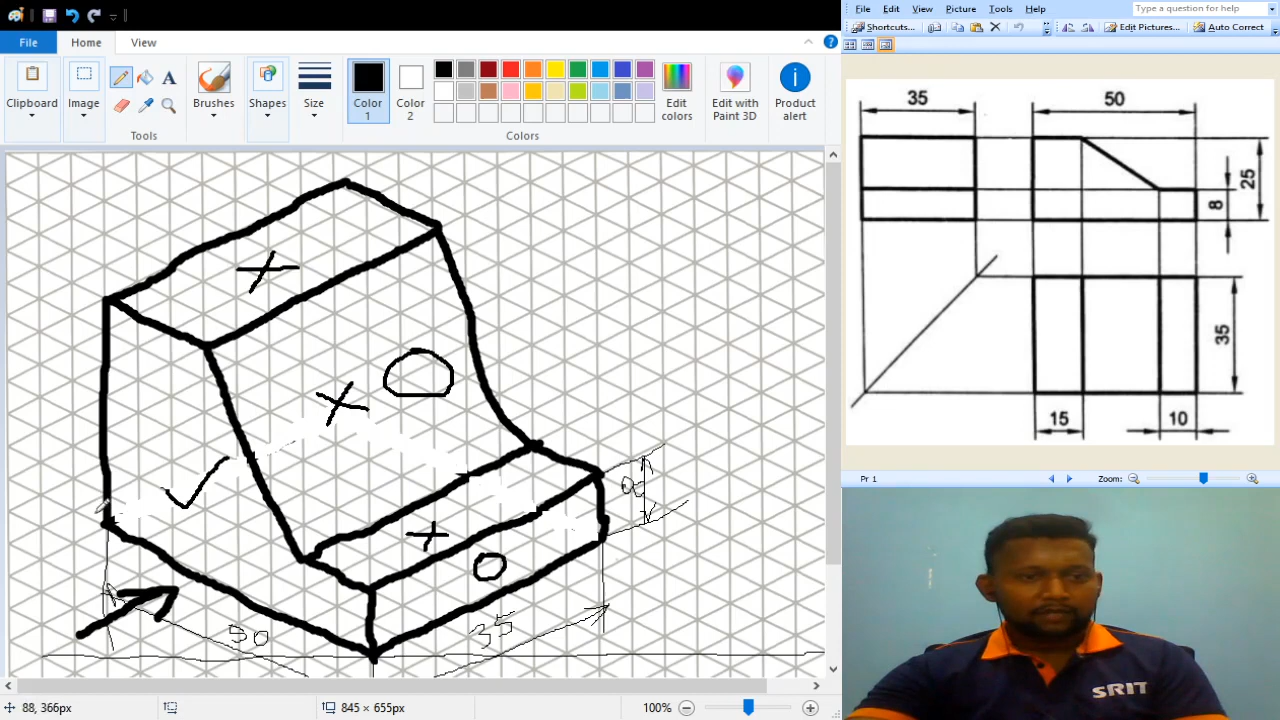 File Home View
Clipboard
Image
Tools
Brushes
Shapes
Size
Color 1
Color 2
Colors
Edit colors
Edit with Paint 3D
Product alert
50
35
8
88, 356px
845 × 655px
100%
File Edit View Picture Tools Help
Type a question for help
Shortcuts...
Edit Pictures...
Auto Correct
35
50
25
8
35
15
10
Pr 1
Zoom:
SRIT